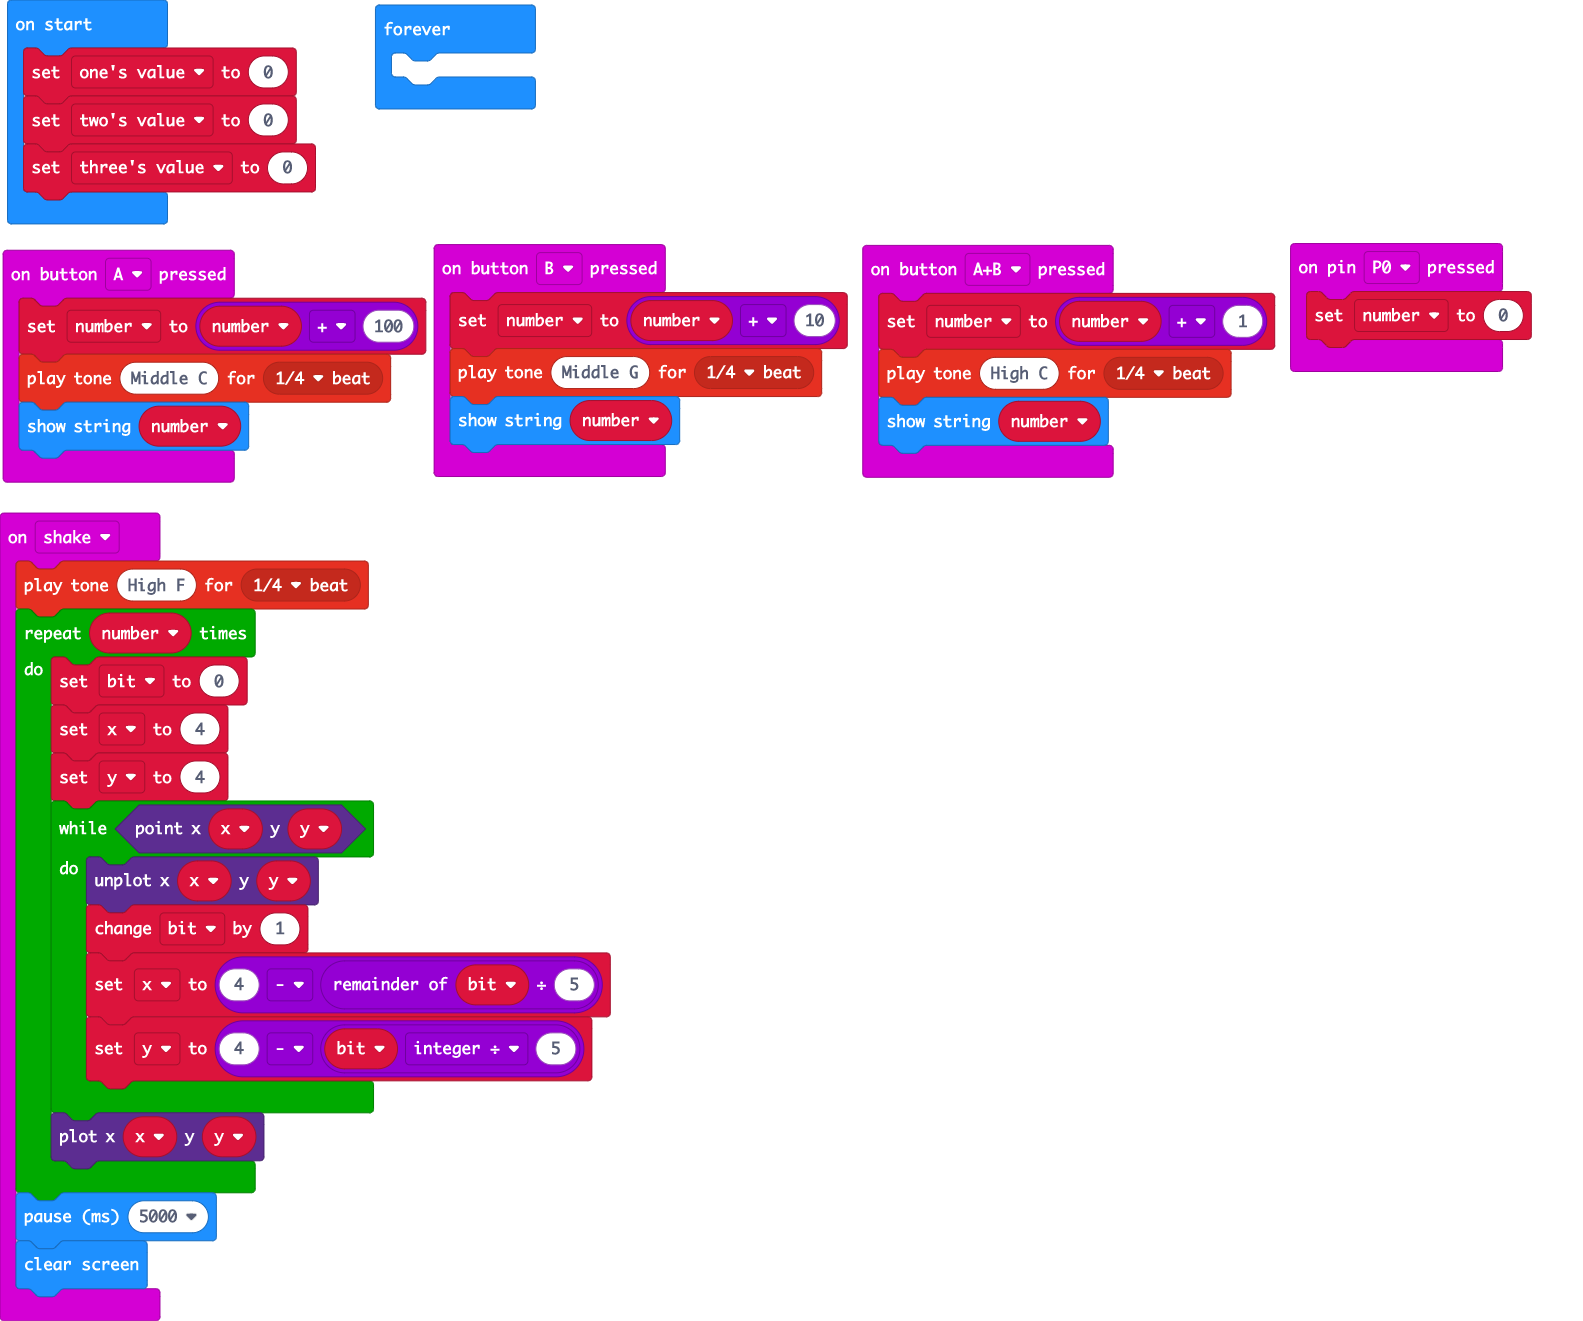 on start
set one's value to 0
set two's value to 0
set three's value to 0
forever
on button A pressed
set number to number + 100
play tone Middle C for 1/4 beat
show string number
on button B pressed
set number to number + 10
play tone Middle G for 1/4 beat
show string number
on button A+B pressed
set number to number + 1
play tone High C for 1/4 beat
show string number
on pin P0 pressed
set number to 0
on shake
play tone High F for 1/4 beat
repeat number times
do
set bit to 0
set x to 4
set y to 4
while point x x y y
do
unplot x x y y
change bit by 1
set x to 4 - remainder of bit ÷ 5
set y to 4 - bit integer ÷ 5
plot x x y y
pause (ms) 5000
clear screen